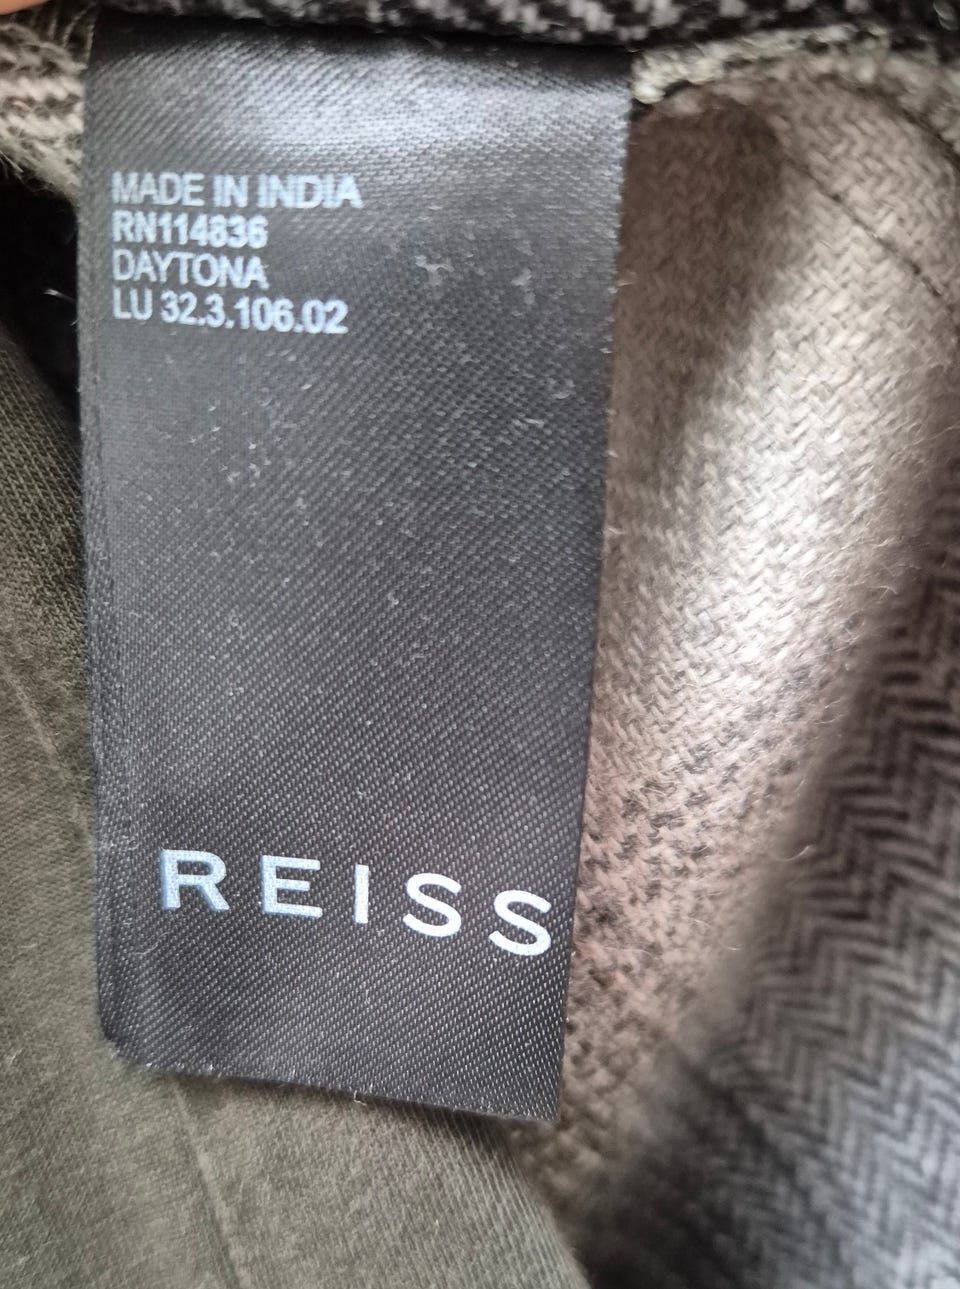 MADE IN INDIA
RN114836
DAYTONA
LU 32.3.106.02
REISS